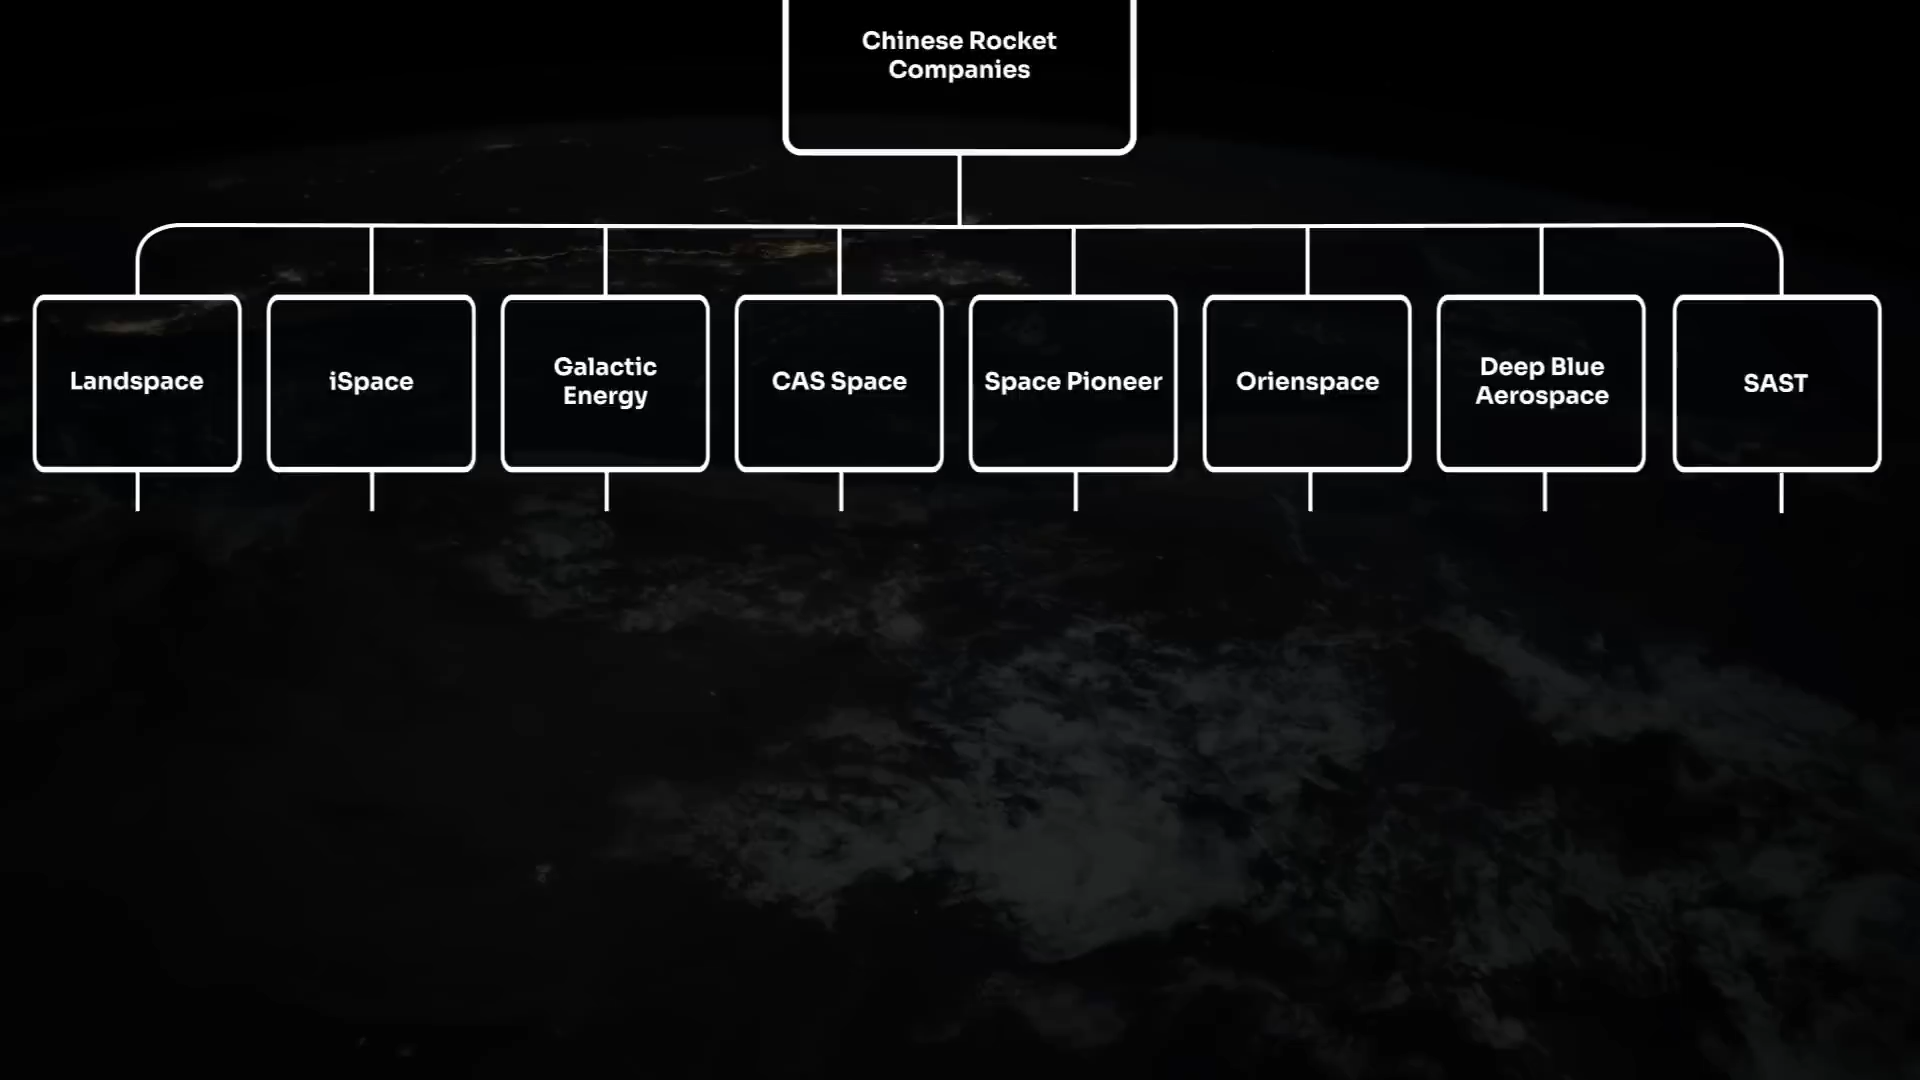 Chinese Rocket
Companies
Landspace
iSpace
Galactic
Energy
CAS Space
Space Pioneer
Orienspace
Deep Blue
Aerospace
SAST